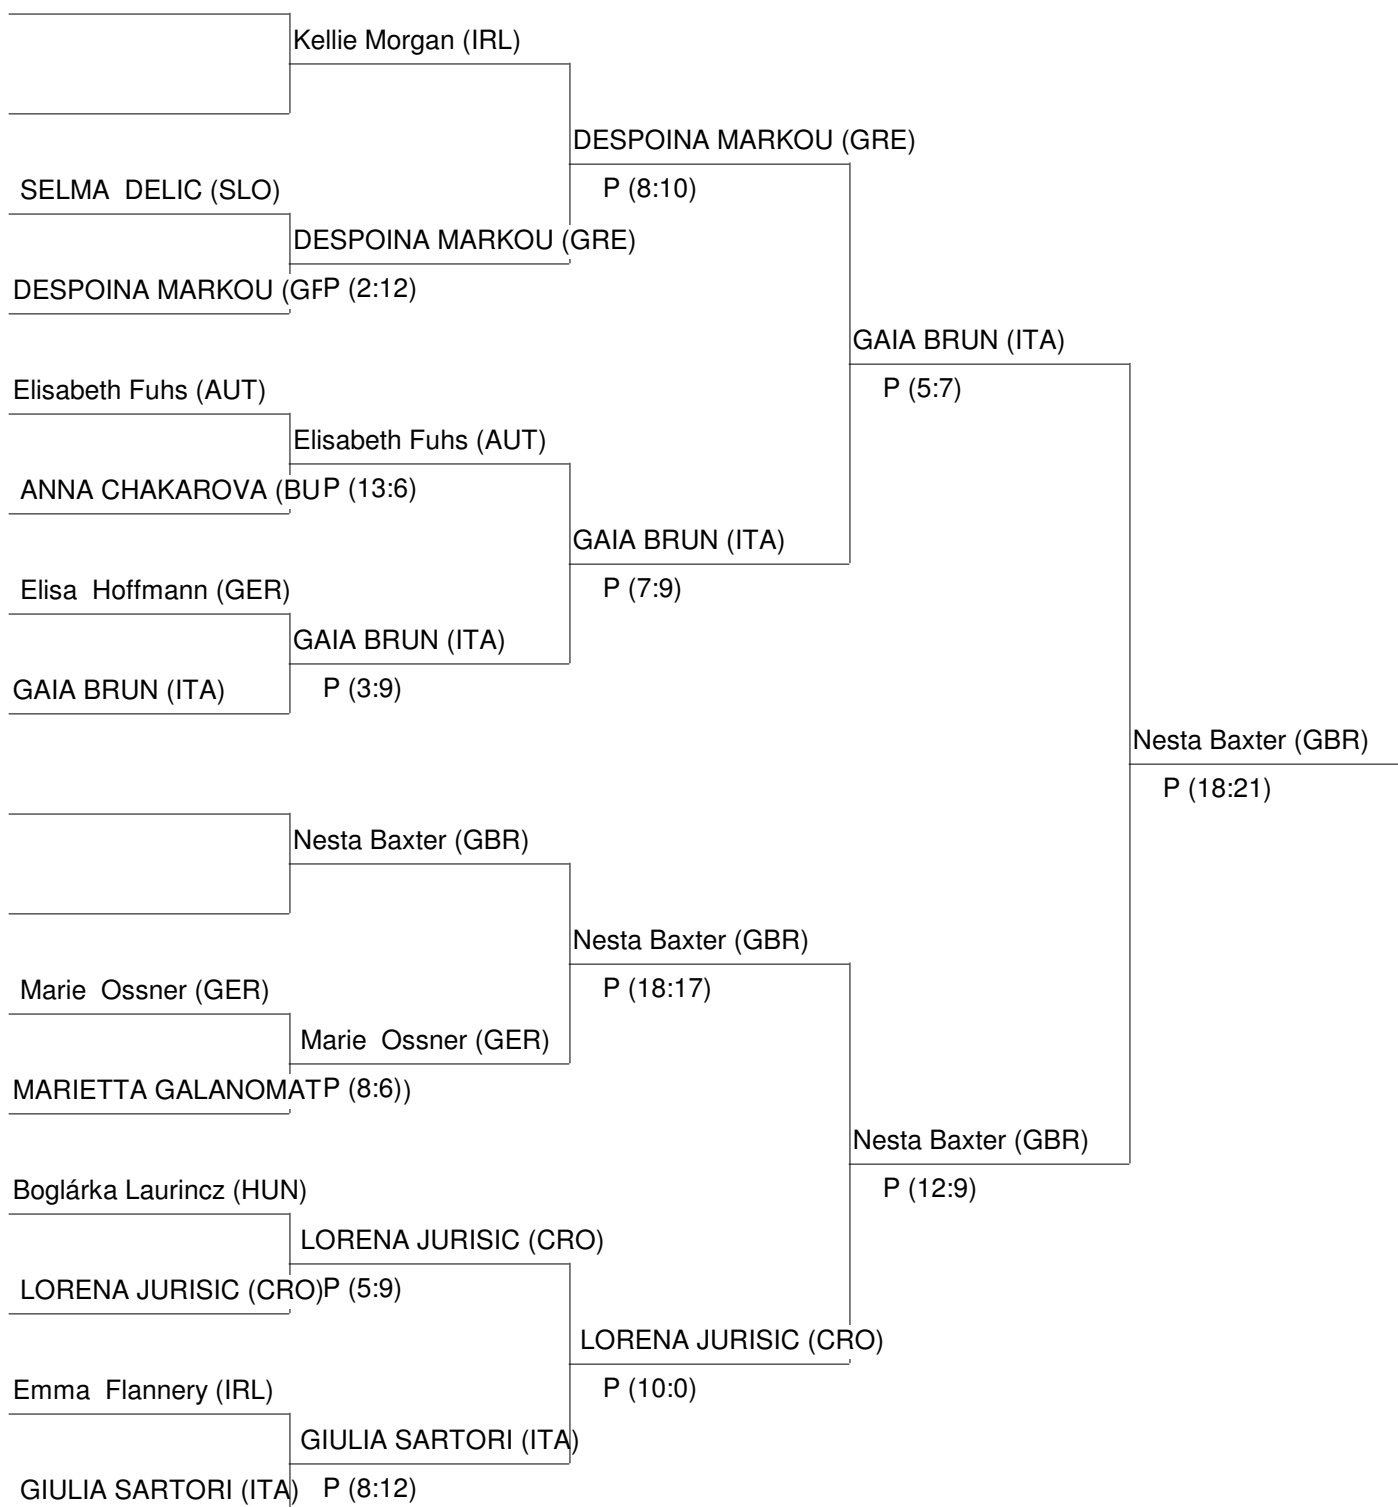 Kellie Morgan (IRL)
DESPOINA MARKOU (GRE)
P (8:10)
SELMA  DELIC (SLO)
DESPOINA MARKOU (GRE)
DESPOINA MARKOU (GF P (2:12)
GAIA BRUN (ITA)
P (5:7)
Elisabeth Fuhs (AUT)
Elisabeth Fuhs (AUT)
ANNA CHAKAROVA (BU P (13:6)
GAIA BRUN (ITA)
P (7:9)
Elisa  Hoffmann (GER)
GAIA BRUN (ITA)
GAIA BRUN (ITA) P (3:9)
Nesta Baxter (GBR)
P (18:21)
Nesta Baxter (GBR)
Nesta Baxter (GBR)
P (18:17)
Marie  Ossner (GER)
Marie  Ossner (GER)
MARIETTA GALANOMAT P (8:6))
Nesta Baxter (GBR)
P (12:9)
Boglárka Laurincz (HUN)
LORENA JURISIC (CRO)
LORENA JURISIC (CRO) P (5:9)
LORENA JURISIC (CRO)
P (10:0)
Emma  Flannery (IRL)
GIULIA SARTORI (ITA)
GIULIA SARTORI (ITA) P (8:12)